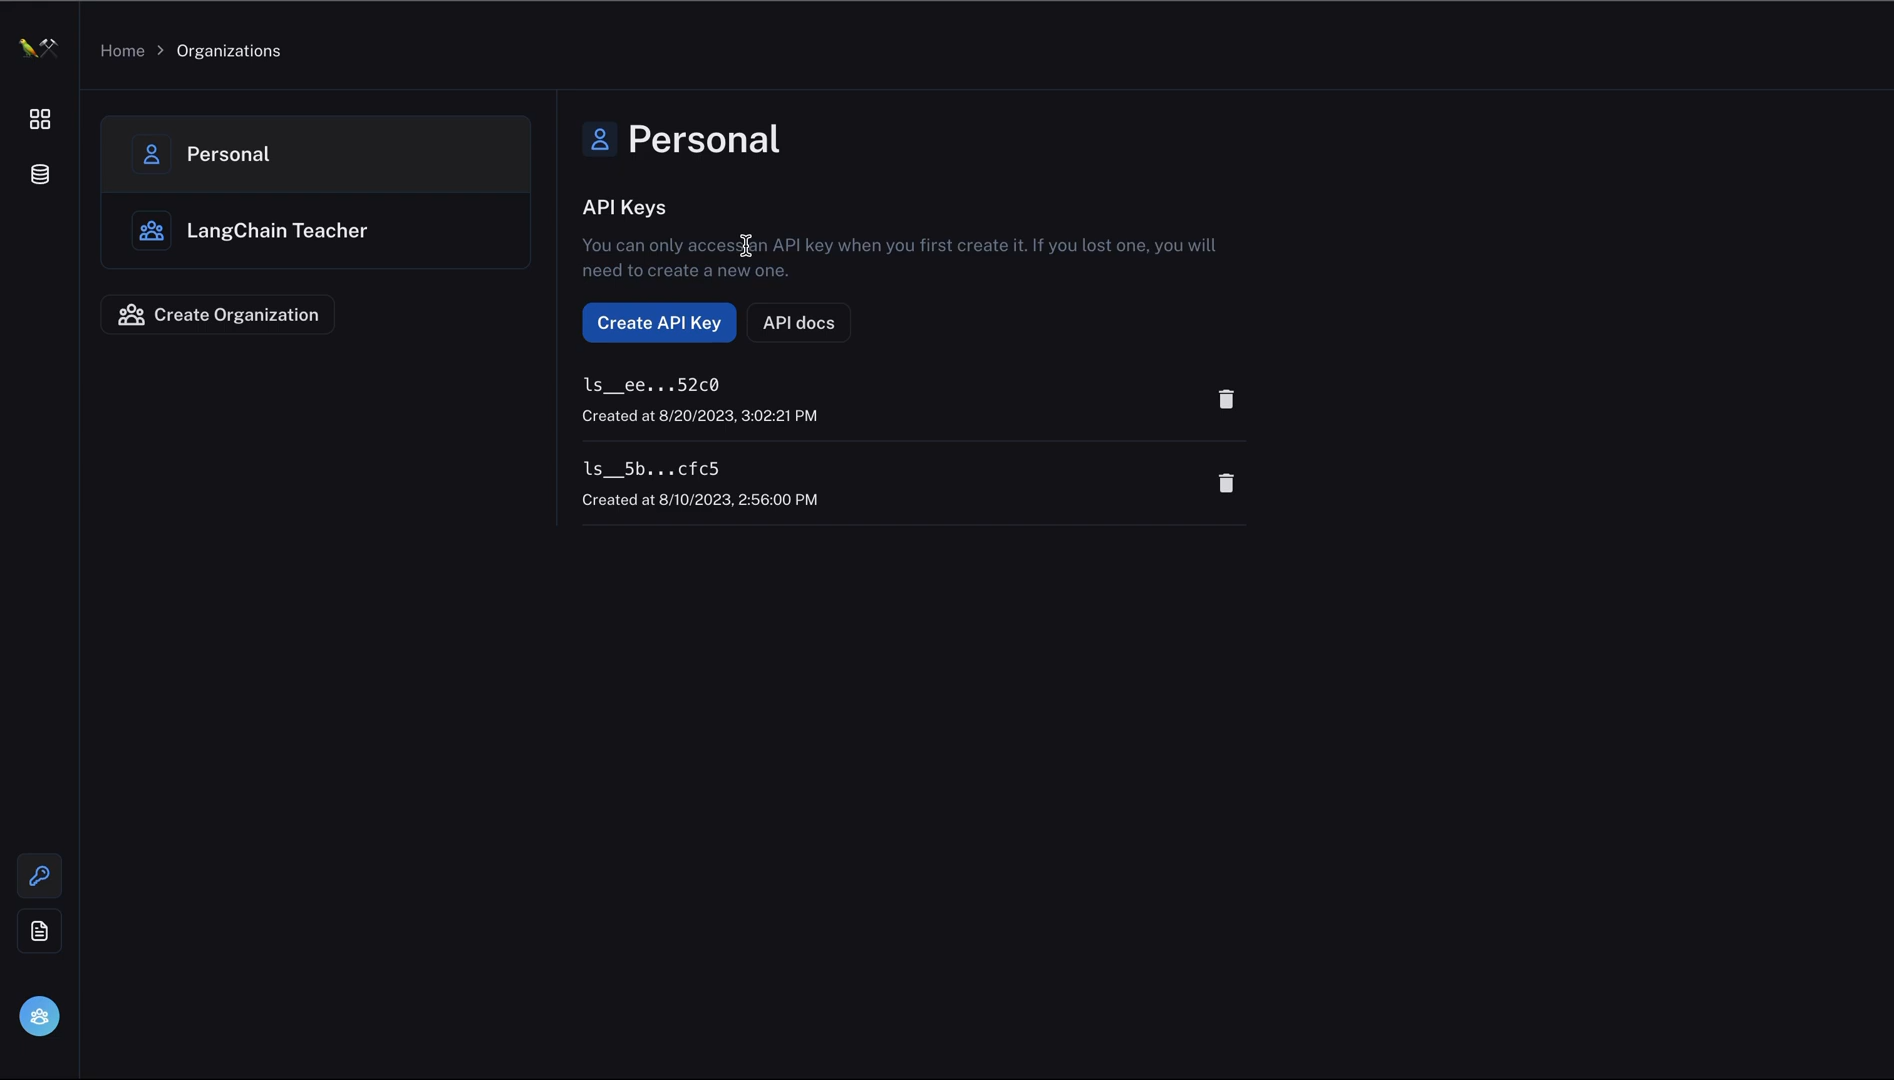 Home > Organizations
Personal
LangChain Teacher
Create Organization
Personal
API Keys
You can only access an API key when you first create it. If you lost one, you will
need to create a new one.
Create API Key
API docs
ls__ee...52c0
Created at 8/20/2023, 3:02:21 PM
ls__5b...cfc5
Created at 8/10/2023, 2:56:00 PM